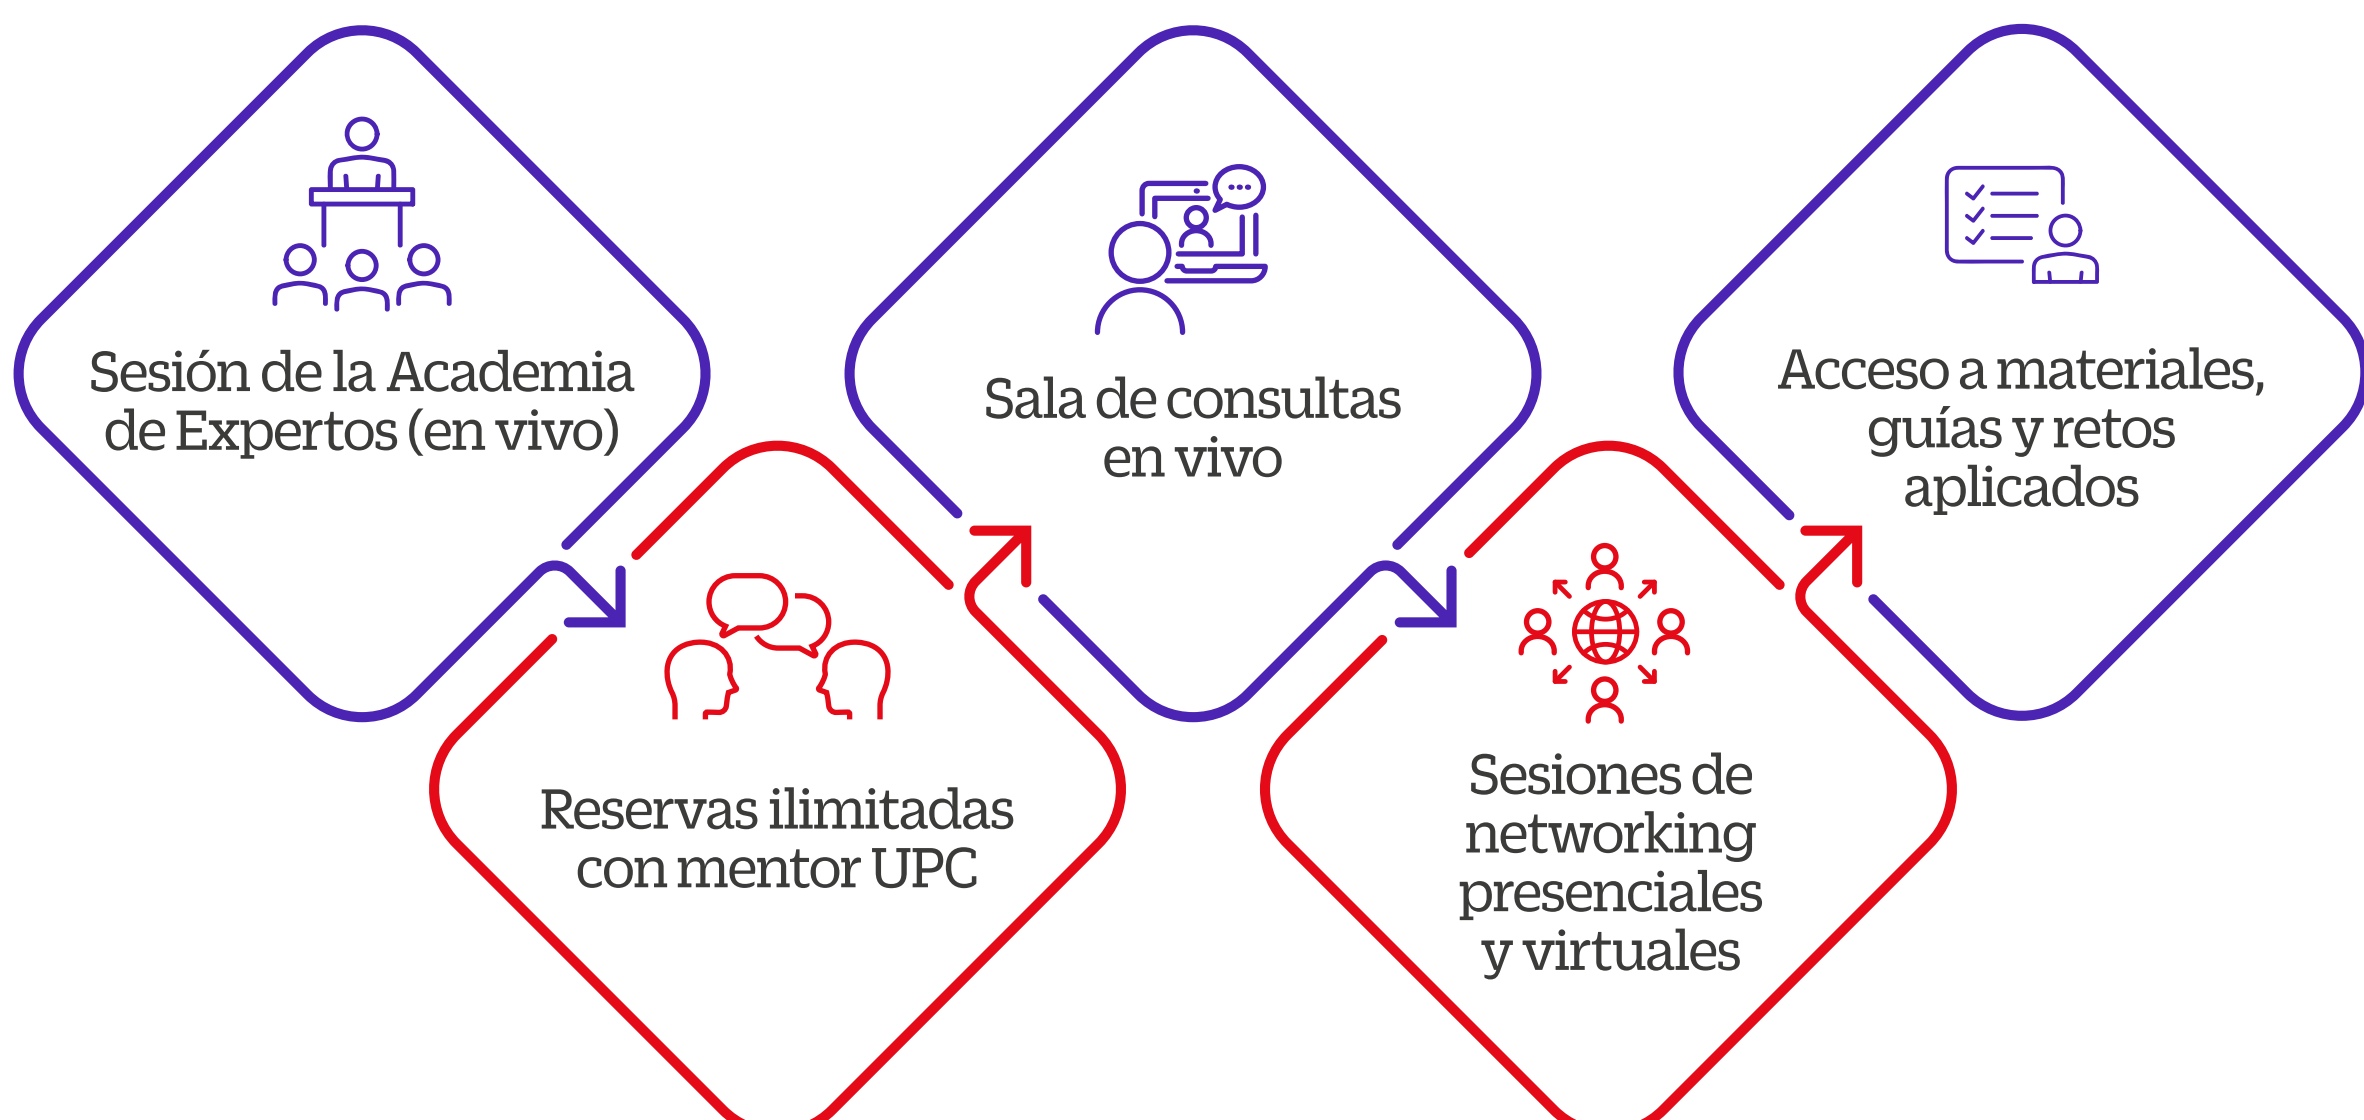 Sesión de la Academia
de Expertos (en vivo)
Reservas ilimitadas
con mentor UPC
Sala de consultas
en vivo
Sesiones de
networking
presenciales
y virtuales
Acceso a materiales,
guías y retos
aplicados